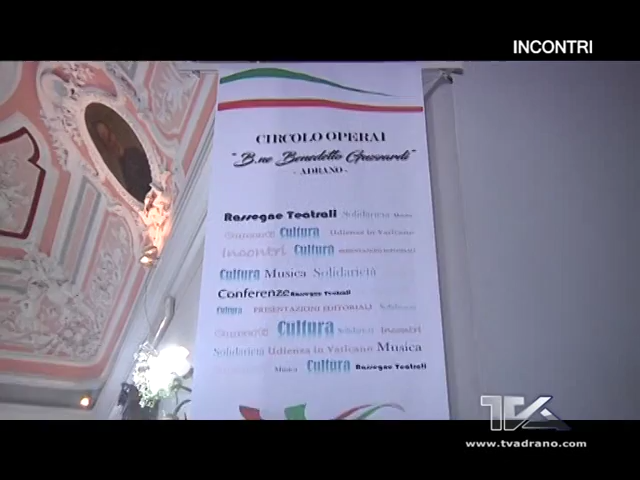 INCONTRI
CIRCOLO OPERAI
"B.ne Benedetto Guzzardi"
- ADRANO -
Rassegne Teatrali Solidarietà
Cultura Udienza in Vaticano
Incontri Cultura
Cultura Musica Solidarietà
Conferenze Rassegne Teatrali
Cultura PRESENTAZIONI EDITORIALI
Cultura Solidarietà Incontri
Solidarietà Udienza in Vaticano Musica
Musica Cultura Rassegne Teatrali
TVA
www.tvadrano.com